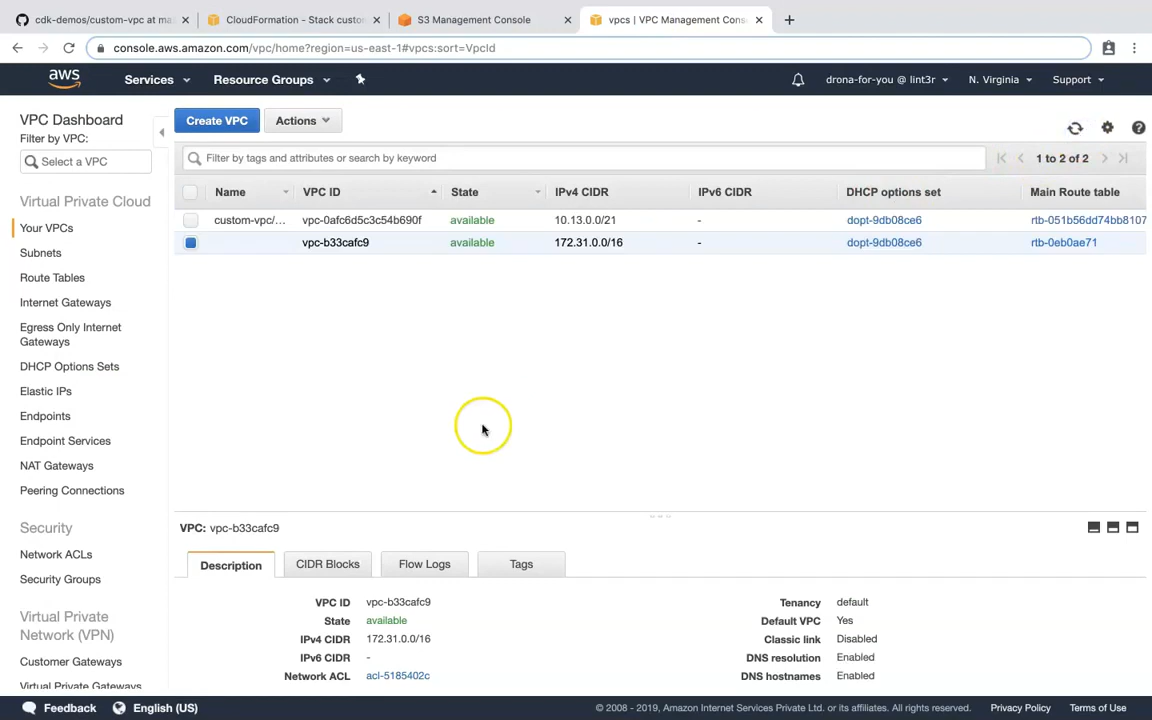 cdk-demos/custom-vpc at ma
CloudFormation - Stack custo
S3 Management Console
vpcs | VPC Management Cons
console.aws.amazon.com/vpc/home?region=us-east-1#vpcs:sort=VpcId
aws
Services
Resource Groups
drona-for-you @ lint3r
N. Virginia
Support
VPC Dashboard
Filter by VPC:
Select a VPC
Virtual Private Cloud
Your VPCs
Subnets
Route Tables
Internet Gateways
Egress Only Internet
Gateways
DHCP Options Sets
Elastic IPs
Endpoints
Endpoint Services
NAT Gateways
Peering Connections
Security
Network ACLs
Security Groups
Virtual Private
Network (VPN)
Customer Gateways
Virtual Private Gateways
Create VPC
Actions
Filter by tags and attributes or search by keyword
1 to 2 of 2
Name VPC ID State IPv4 CIDR IPv6 CIDR DHCP options set Main Route table
custom-vpc/... vpc-0afc6d5c3c54b690f available 10.13.0.0/21 - dopt-9db08ce6 rtb-051b56dd74bb8107
vpc-b33cafc9 available 172.31.0.0/16 - dopt-9db08ce6 rtb-0eb0ae71
VPC: vpc-b33cafc9
Description CIDR Blocks Flow Logs Tags
VPC ID vpc-b33cafc9
State available
IPv4 CIDR 172.31.0.0/16
IPv6 CIDR -
Network ACL acl-5185402c
Tenancy default
Default VPC Yes
Classic link Disabled
DNS resolution Enabled
DNS hostnames Enabled
Feedback
English (US)
© 2008 - 2019, Amazon Internet Services Private Ltd. or its affiliates. All rights reserved.
Privacy Policy
Terms of Use